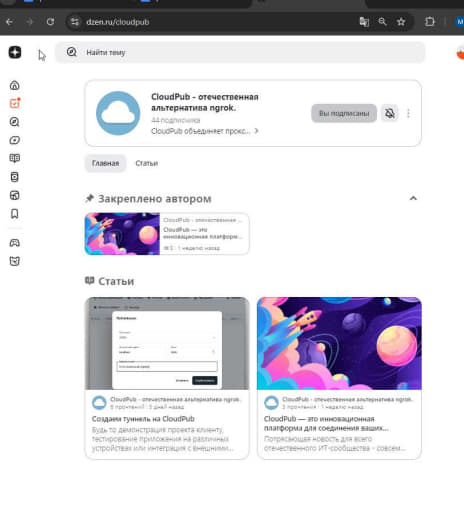 dzen.ru/cloudpub
Найти тему
CloudPub - отечественная
альтернатива ngrok.
44 подписчика
CloudPub объединяет прокс...
Вы подписаны
Главная
Статьи
Закреплено автором
CloudPub - отечественная ...
CloudPub — это
инновационная платформ...
3 · 1 неделю назад
Статьи
CloudPub - отечественная альтернатива ngrok.
6 прочтений · 5 дней назад
Создаем туннель на CloudPub
Будь то демонстрация проекта клиенту,
тестирование приложения на различных
устройствах или интеграция с внешними...
CloudPub - отечественная альтернатива ngrok.
3 прочтения · 1 неделю назад
CloudPub — это инновационная
платформа для соединения ваших...
Потрясающая новость для всего
отечественного ИТ-сообщества - совсем...